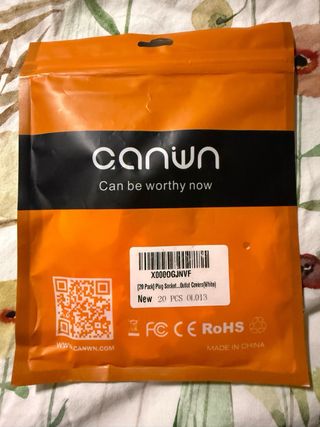 canwn
Can be worthy now
X000OGJNVF
[20 Pack] Plug Socket...Outlet Covers(White)
New 20 PCS OL013
FC CE RoHS
WWW.CANWN.COM
MADE IN CHINA